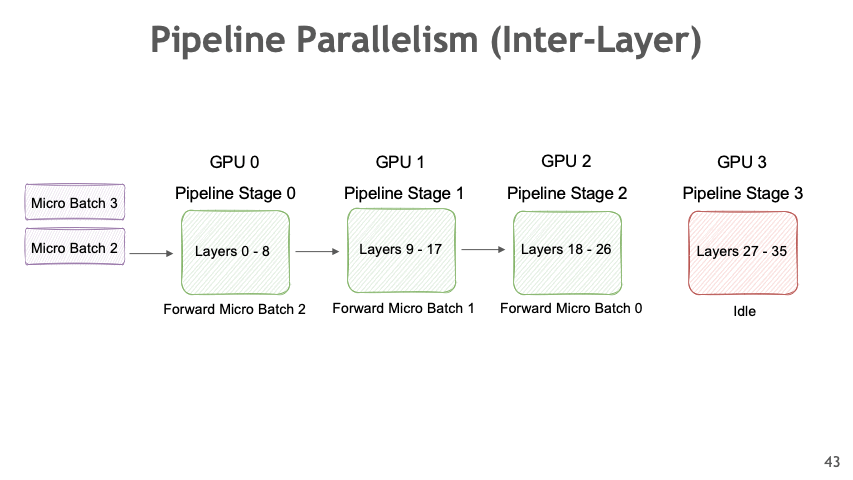 Pipeline Parallelism (Inter-Layer)
GPU 0
GPU 1
GPU 2
GPU 3
Pipeline Stage 0
Pipeline Stage 1
Pipeline Stage 2
Pipeline Stage 3
Micro Batch 3
Micro Batch 2
Layers 0 - 8
Layers 9 - 17
Layers 18 - 26
Layers 27 - 35
Forward Micro Batch 2
Forward Micro Batch 1
Forward Micro Batch 0
Idle
43